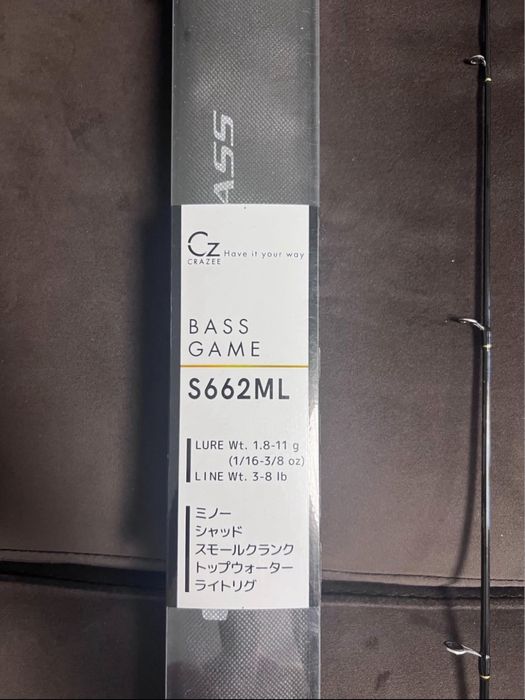 ASS
Cz Have it your way
CRAZEE
BASS
GAME
S662ML
LURE Wt. 1.8-11 g
(1/16-3/8 oz)
LINE Wt. 3-8 lb
ミノー
シャッド
スモールクランク
トップウォーター
ライトリグ